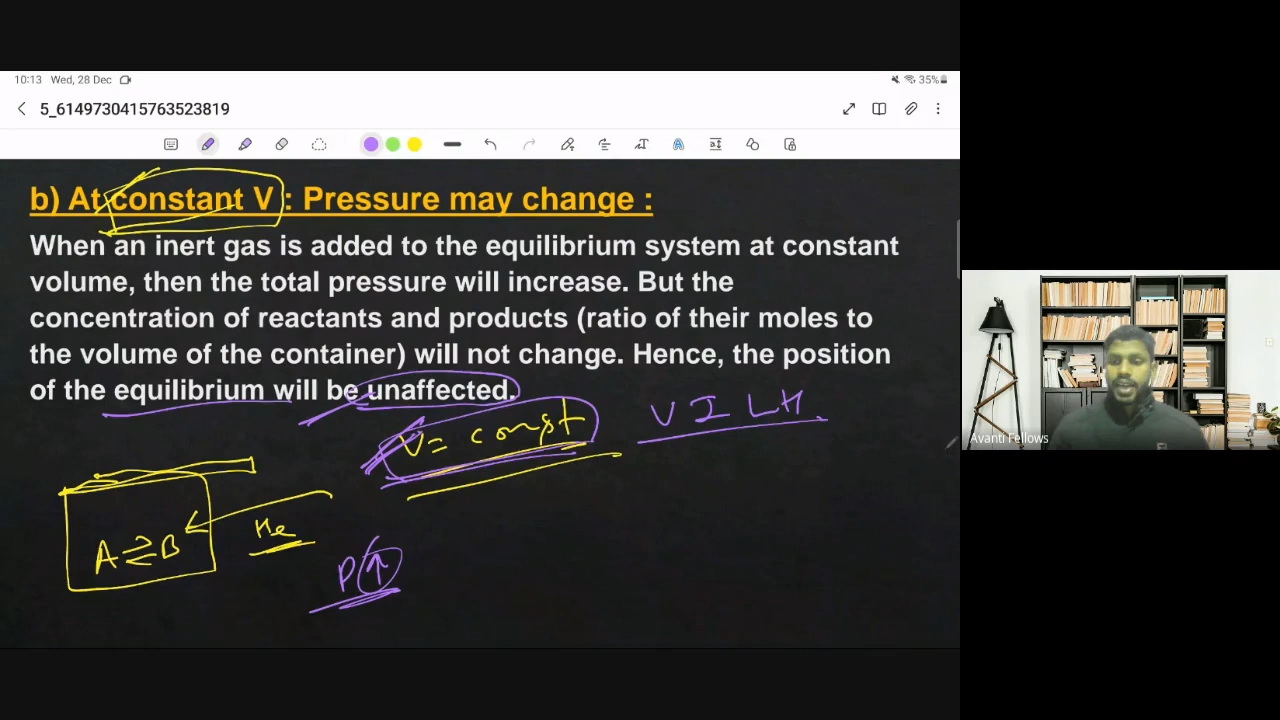 10:13 Wed, 28 Dec
35%
5_6149730415763523819
b) At constant V : Pressure may change :
When an inert gas is added to the equilibrium system at constant
volume, then the total pressure will increase. But the
concentration of reactants and products (ratio of their moles to
the volume of the container) will not change. Hence, the position
of the equilibrium will be unaffected.
V = const
V I LH.
A ⇌ B
He
P ↑
Avanti Fellows